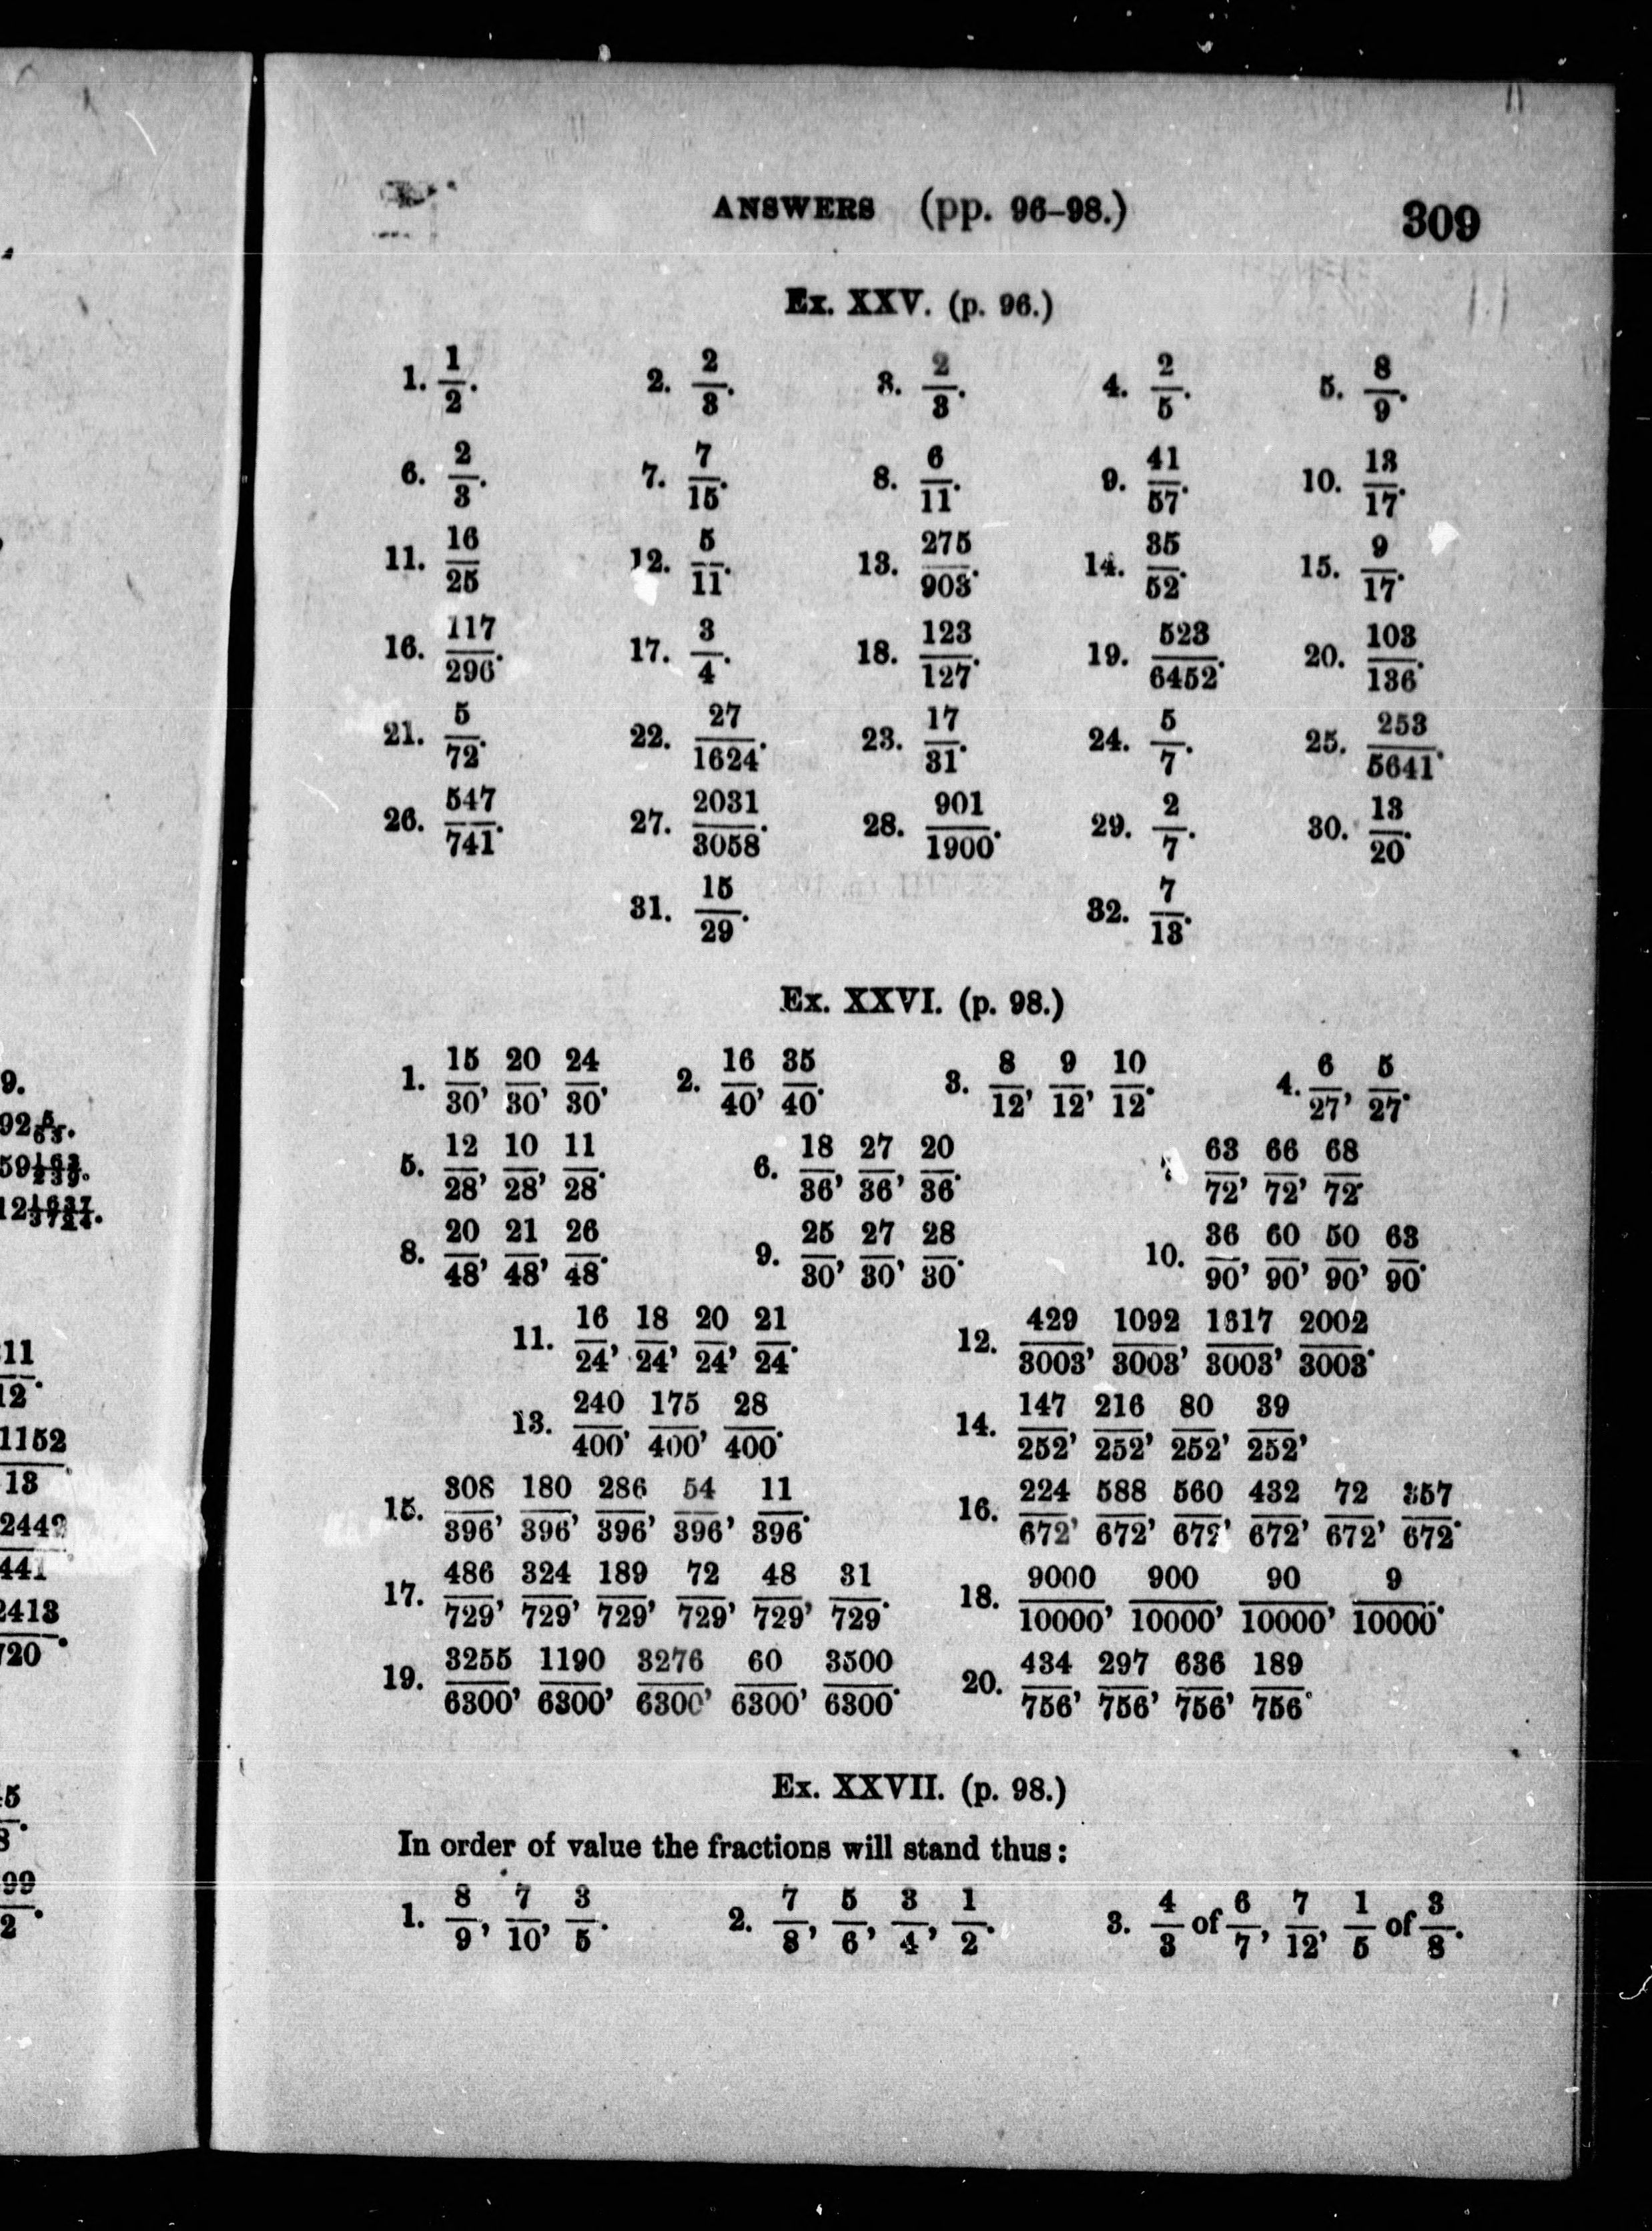 ANSWERS (pp. 96–98.) 309
Ex. XXV. (p. 96.)
1. 1/2. 2. 2/3. 3. 2/3. 4. 2/5. 5. 8/9.
6. 2/3. 7. 7/15. 8. 6/11. 9. 41/57. 10. 13/17.
11. 16/25 12. 5/11. 13. 275/903. 14. 35/52. 15. 9/17.
16. 117/296. 17. 3/4. 18. 123/127. 19. 523/6452. 20. 103/136.
21. 5/72. 22. 27/1624. 23. 17/31. 24. 5/7. 25. 253/5641.
26. 547/741. 27. 2031/3058. 28. 901/1900. 29. 2/7. 30. 13/20.
31. 15/29. 32. 7/13.
Ex. XXVI. (p. 98.)
1. 15/30, 20/30, 24/30. 2. 16/40, 35/40. 3. 8/12, 9/12, 10/12. 4. 6/27, 5/27.
5. 12/28, 10/28, 11/28. 6. 18/36, 27/36, 20/36. 63/72, 66/72, 68/72.
8. 20/48, 21/48, 26/48. 9. 25/30, 27/30, 28/30. 10. 36/90, 60/90, 50/90, 63/90.
11. 16/24, 18/24, 20/24, 21/24. 12. 429/3003, 1092/3003, 1617/3003, 2002/3003.
13. 240/400, 175/400, 28/400. 14. 147/252, 216/252, 80/252, 39/252,
15. 308/396, 180/396, 286/396, 54/396, 11/396. 16. 224/672, 588/672, 560/672, 432/672, 72/672, 357/672.
17. 486/729, 324/729, 189/729, 72/729, 48/729, 31/729. 18. 9000/10000, 900/10000, 90/10000, 9/10000.
19. 3255/6300, 1190/6300, 3276/6300, 60/6300, 3500/6300. 20. 434/756, 297/756, 636/756, 189/756.
Ex. XXVII. (p. 98.)
In order of value the fractions will stand thus:
1. 8/9, 7/10, 3/5. 2. 7/8, 5/6, 3/4, 1/2. 3. 4/3 of 6/7, 7/12, 1/5 of 3/8.